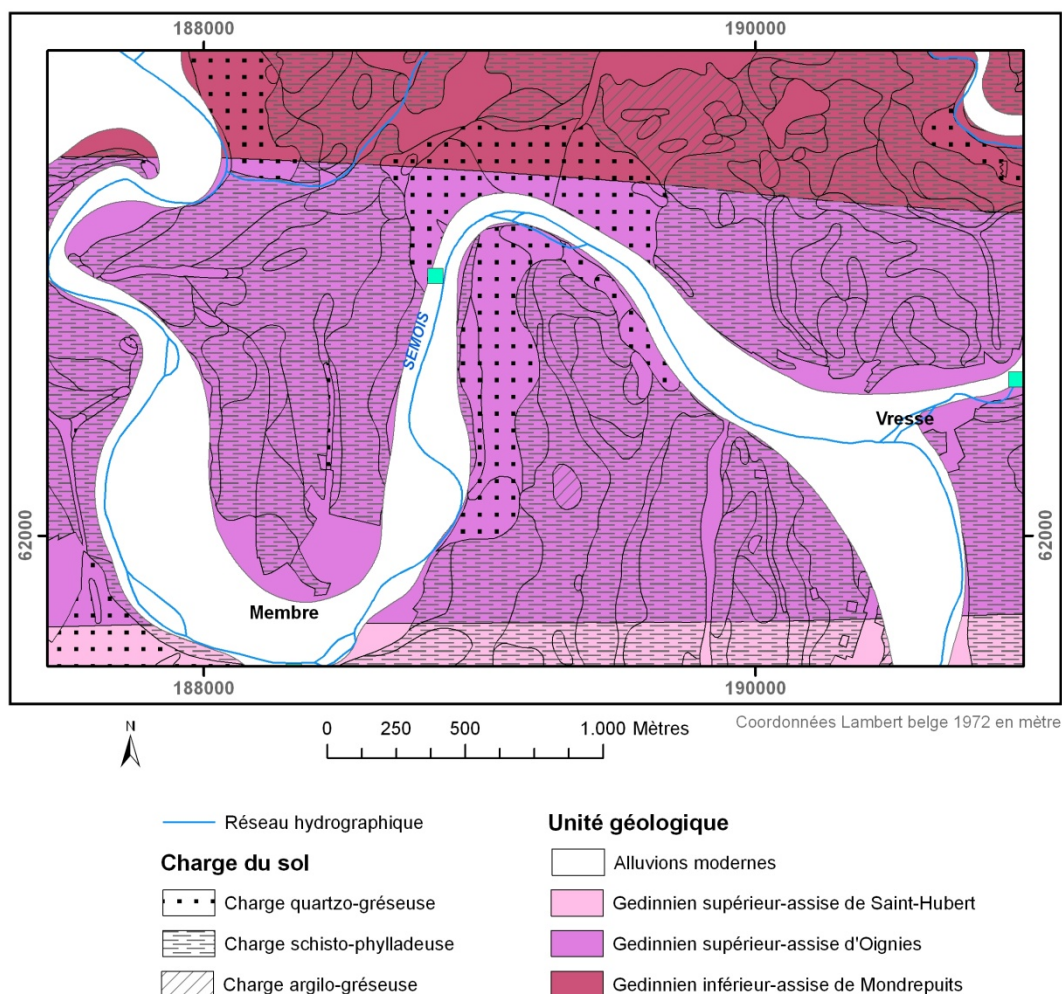 188000 190000
SEMOIS
Vresse
62000 62000
Membre
188000 190000
N
0 250 500 1.000 Mètres
Coordonnées Lambert belge 1972 en mètre
Réseau hydrographique
Charge du sol
Charge quartzo-gréseuse
Charge schisto-phylladeuse
Charge argilo-gréseuse
Unité géologique
Alluvions modernes
Gedinnien supérieur-assise de Saint-Hubert
Gedinnien supérieur-assise d'Oignies
Gedinnien inférieur-assise de Mondrepuits